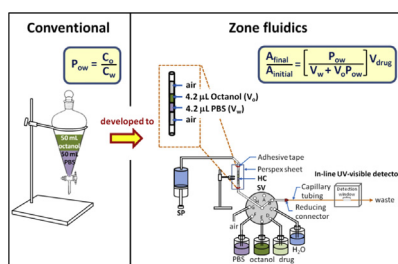 Conventional
P_ow = C_o / C_w
50 mL
octanol
50 mL
PBS
developed to
Zone fluidics
A_final / A_initial = [ P_ow / V_w + V_o P_ow ] V_drug
air
4.2 µL Octanol (V_o)
4.2 µL PBS (V_w)
air
Adhesive tape
Perspex sheet
HC
SV
SP
In-line UV-visible detector
Capillary
tubing
Detection
window
waste
Reducing
connector
air
PBS
octanol
drug
H₂O